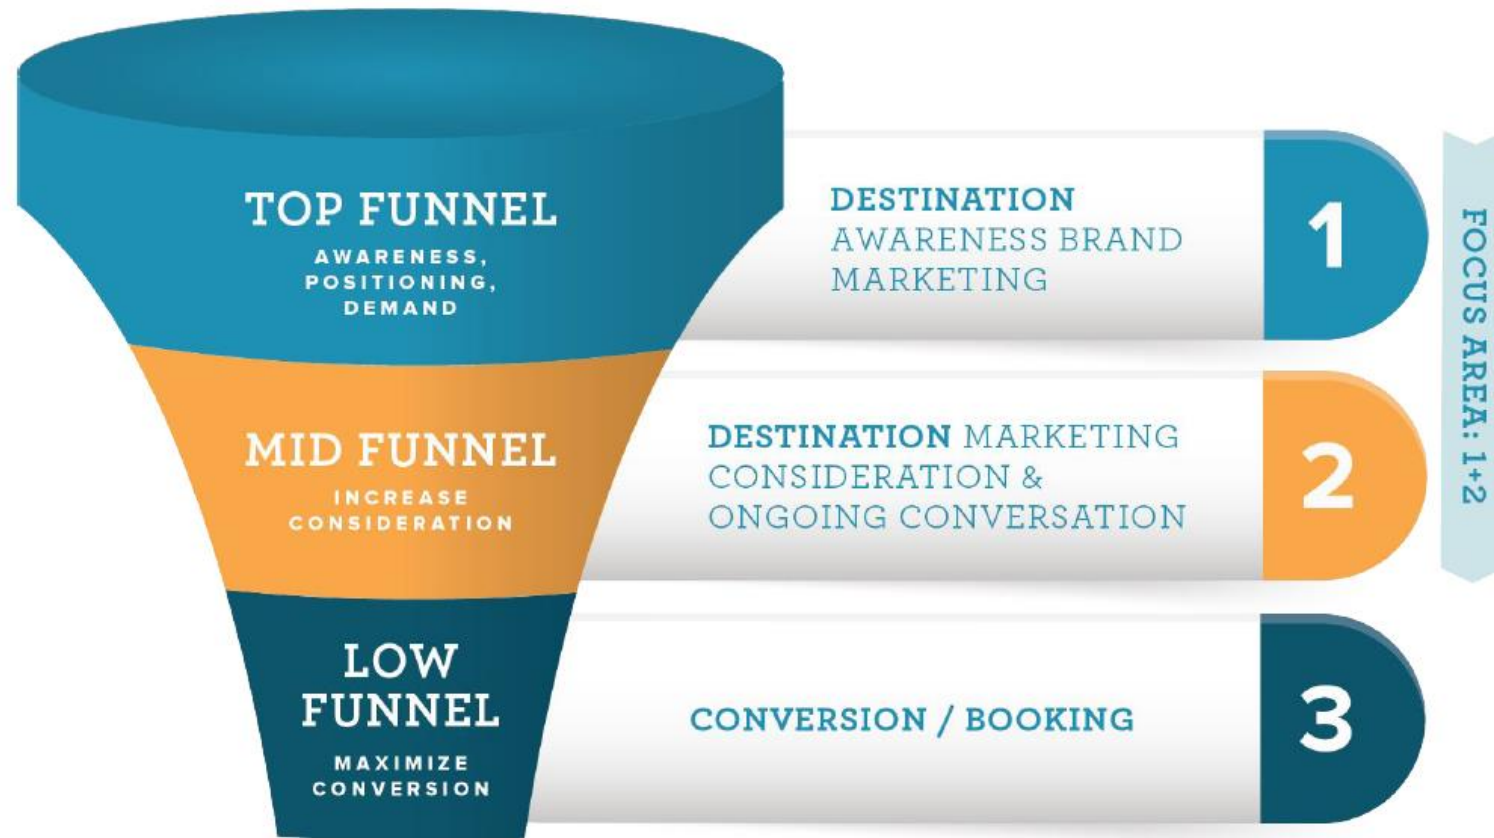 TOP FUNNEL
AWARENESS,
POSITIONING,
DEMAND
DESTINATION
AWARENESS BRAND
MARKETING
1
MID FUNNEL
INCREASE
CONSIDERATION
DESTINATION MARKETING
CONSIDERATION &
ONGOING CONVERSATION
2
LOW
FUNNEL
MAXIMIZE
CONVERSION
CONVERSION / BOOKING
3
FOCUS AREA: 1+2